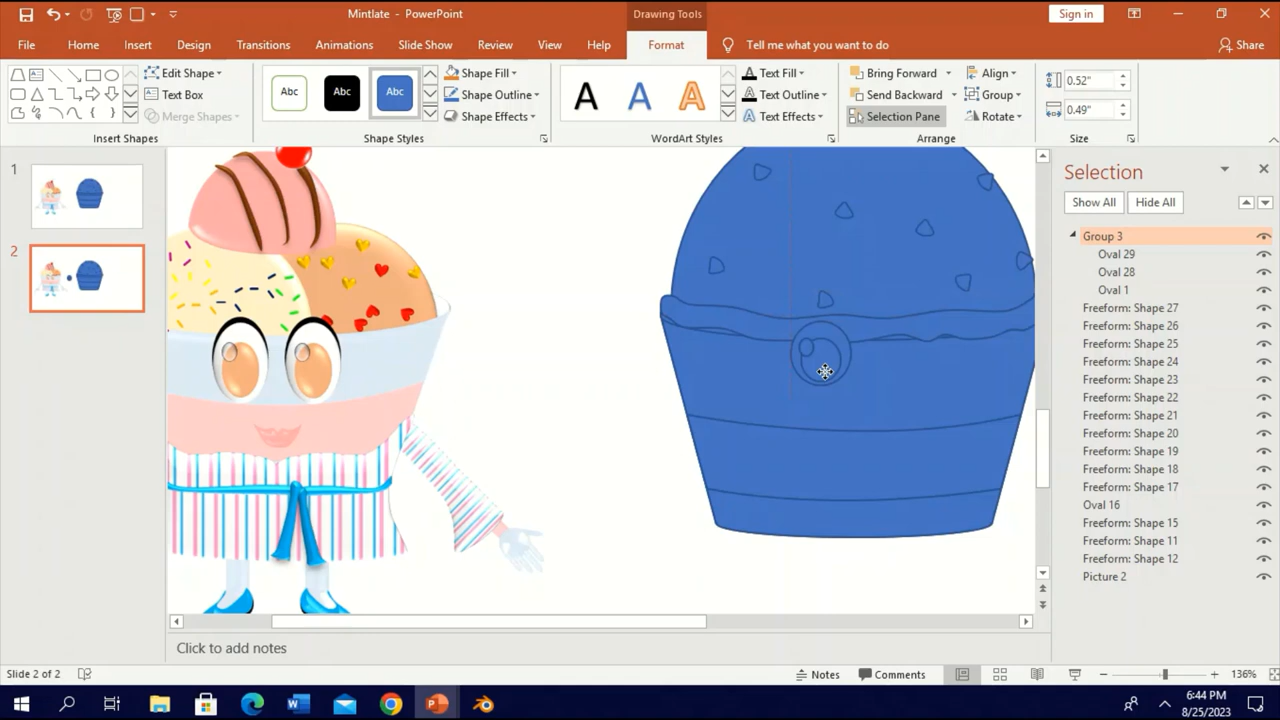 Mintlate - PowerPoint
Drawing Tools
Sign in
File
Home
Insert
Design
Transitions
Animations
Slide Show
Review
View
Help
Format
Tell me what you want to do
Share
Edit Shape
Text Box
Merge Shapes
Insert Shapes
Abc
Abc
Abc
Shape Fill
Shape Outline
Shape Effects
Shape Styles
A
A
A
Text Fill
Text Outline
Text Effects
WordArt Styles
Bring Forward
Send Backward
Selection Pane
Align
Group
Rotate
Arrange
0.52"
0.49"
Size
1
2
Selection
Show All
Hide All
Group 3
Oval 29
Oval 28
Oval 1
Freeform: Shape 27
Freeform: Shape 26
Freeform: Shape 25
Freeform: Shape 24
Freeform: Shape 23
Freeform: Shape 22
Freeform: Shape 21
Freeform: Shape 20
Freeform: Shape 19
Freeform: Shape 18
Freeform: Shape 17
Oval 16
Freeform: Shape 15
Freeform: Shape 11
Freeform: Shape 12
Picture 2
Click to add notes
Slide 2 of 2
Notes
Comments
136%
6:44 PM
8/25/2023